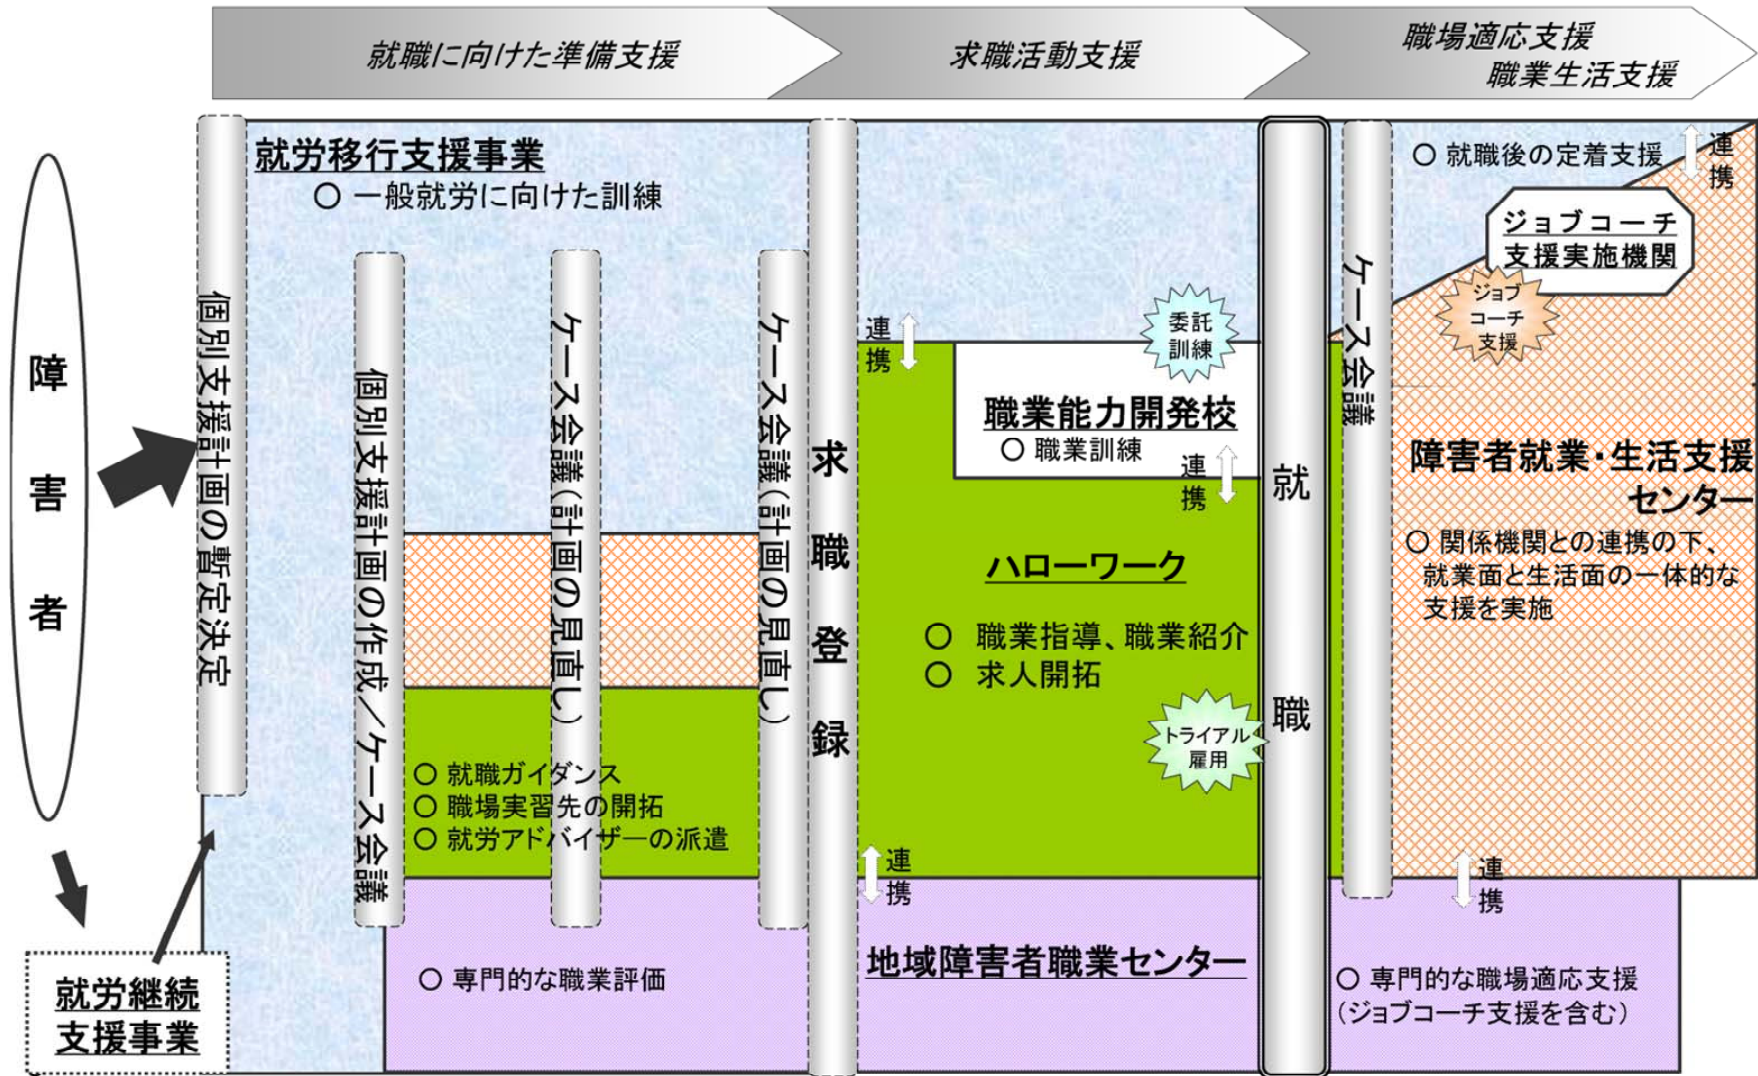 就職に向けた準備支援
求職活動支援
職場適応支援
職業生活支援
障害者
個別支援計画の暫定決定
就労移行支援事業
○ 一般就労に向けた訓練
個別支援計画の作成／ケース会議
ケース会議(計画の見直し)
ケース会議(計画の見直し)
○ 就職ガイダンス
○ 職場実習先の開拓
○ 就労アドバイザーの派遣
○ 専門的な職業評価
就労継続
支援事業
求職登録
連携
委託
訓練
職業能力開発校
○ 職業訓練
連携
ハローワーク
○ 職業指導、職業紹介
○ 求人開拓
トライアル
雇用
連携
地域障害者職業センター
就職
ケース会議
○ 就職後の定着支援
連携
ジョブコーチ
支援実施機関
ジョブ
コーチ
支援
障害者就業・生活支援
センター
○ 関係機関との連携の下、
就業面と生活面の一体的な
支援を実施
連携
○ 専門的な職場適応支援
(ジョブコーチ支援を含む)